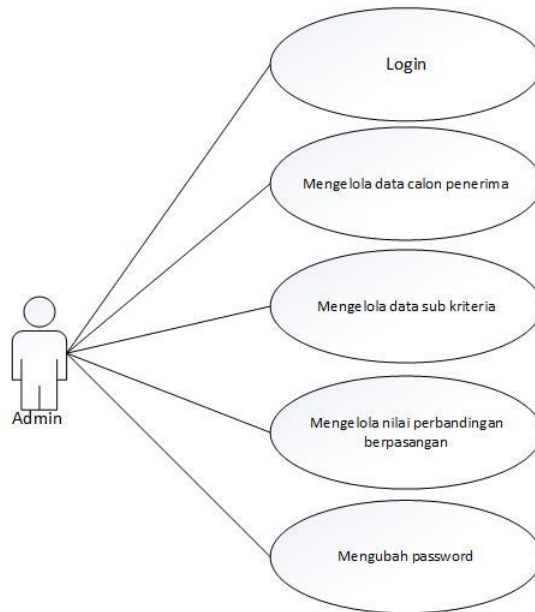 Login
Mengelola data calon penerima
Mengelola data sub kriteria
Admin
Mengelola nilai perbandingan
berpasangan
Mengubah password